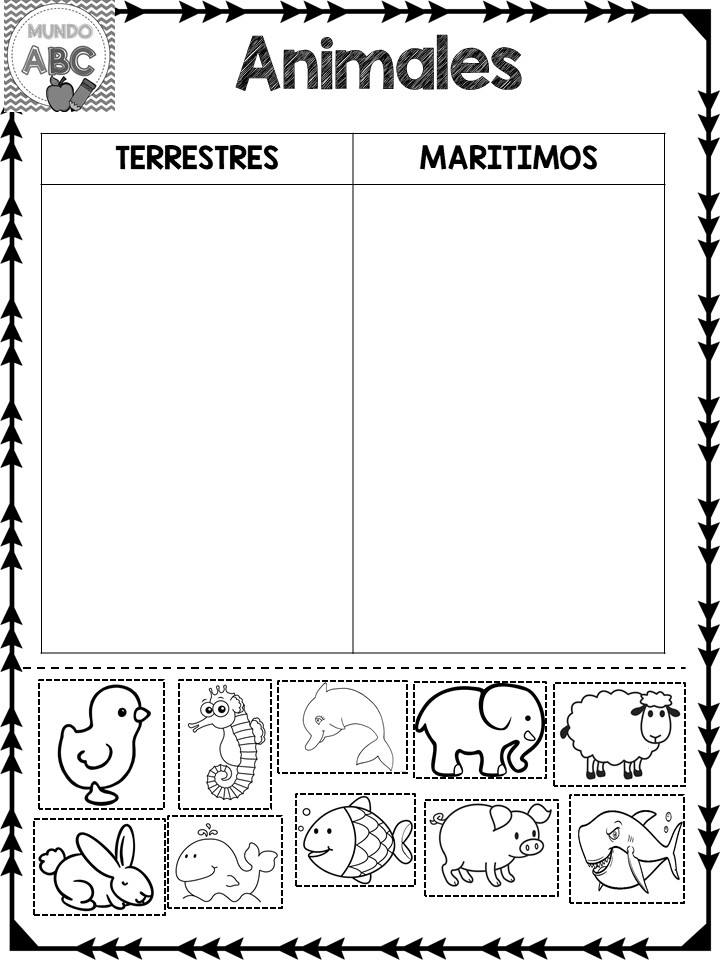 MUNDO
ABC
Animales
TERRESTRES
MARITIMOS